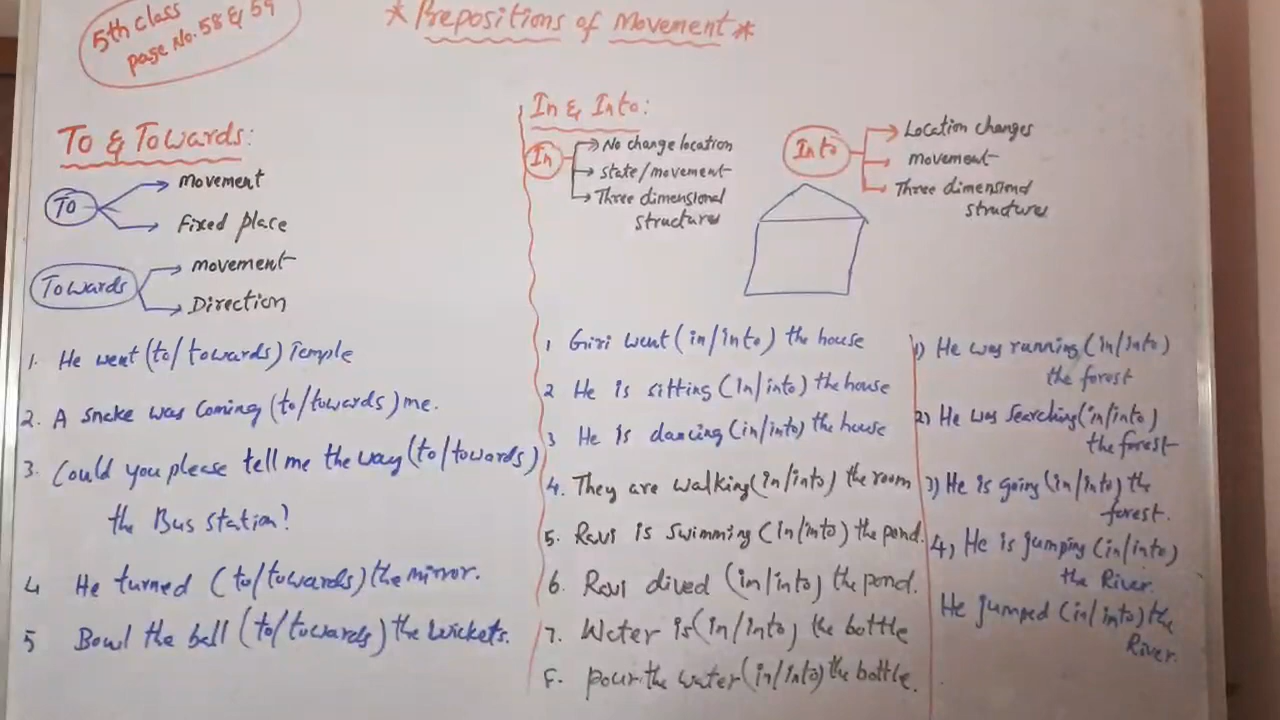 5th class
page No. 58 & 59
* Prepositions of Movement *
To & Towards:
To
movement
Fixed place
Towards
movement
Direction
1. He went (to/towards) Temple
2. A snake was coming (to/towards) me.
3. Could you please tell me the way (to/towards)
the Bus station?
4 He turned (to/towards) the mirror.
5 Bowl the ball (to/towards) the wickets.
In & Into:
In
No change location
state/movement
Three dimensional
structures
Into
Location changes
movement
Three dimensional
structures
1 Giri went (in/into) the house
2 He is sitting (in/into) the house
3 He is dancing (in/into) the house
4. They are walking (in/into) the room
5. Ravi is swimming (in/into) the pond.
6. Ravi dived (in/into) the pond.
7. Water is (in/into) the bottle
8. pour the water (in/into) the bottle.
1) He was running (in/into)
the forest
2) He was searching (in/into)
the forest
3) He is going (in/into) the
forest.
4) He is jumping (in/into)
the River.
He jumped (in/into) the
River.